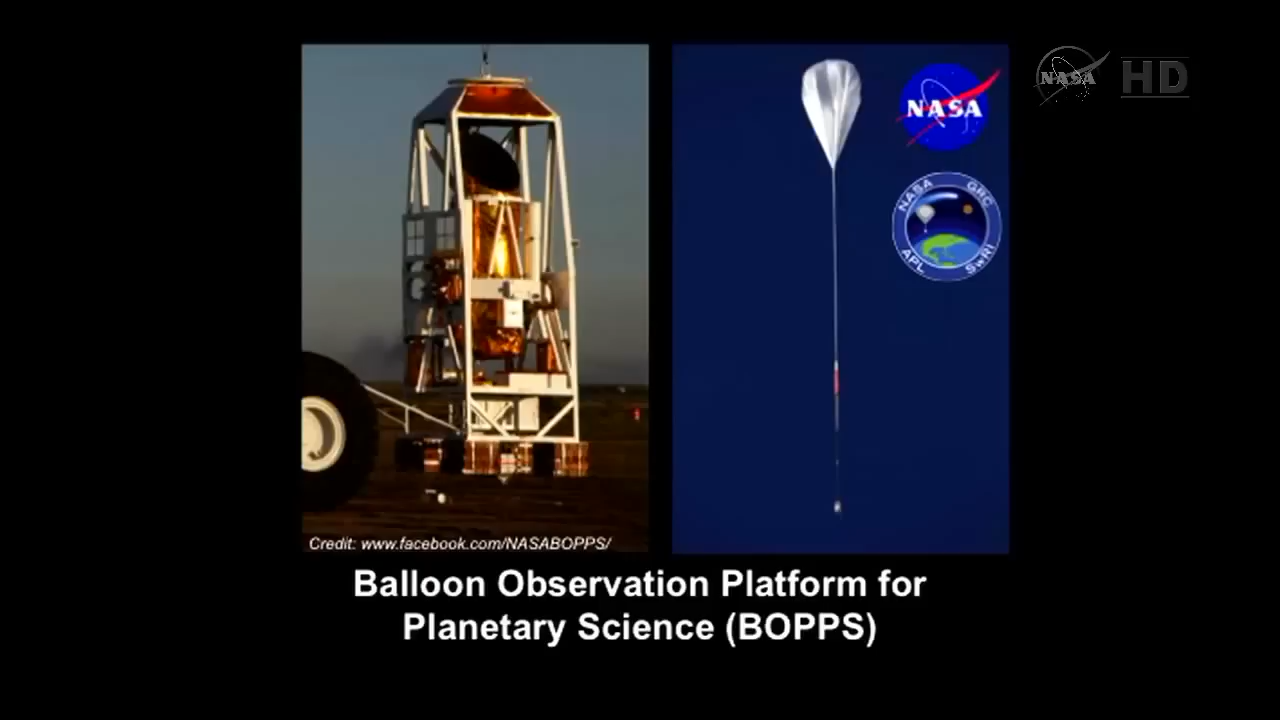 NASA HD
NASA
NASA GRC
APL SwRI
Credit: www.facebook.com/NASABOPPS/
Balloon Observation Platform for
Planetary Science (BOPPS)